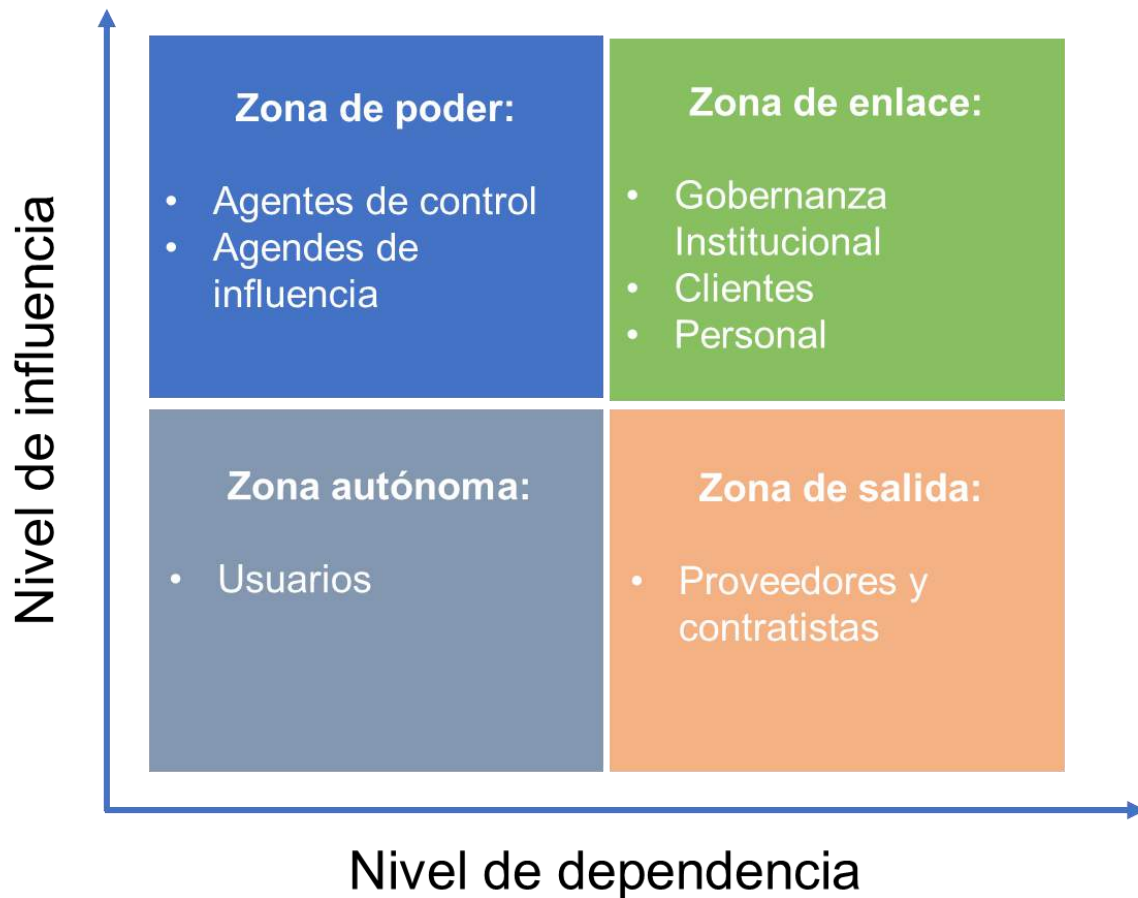 Nivel de influencia
Zona de poder:
• Agentes de control
• Agendes de
influencia
Zona de enlace:
• Gobernanza
Institucional
• Clientes
• Personal
Zona autónoma:
• Usuarios
Zona de salida:
• Proveedores y
contratistas
Nivel de dependencia